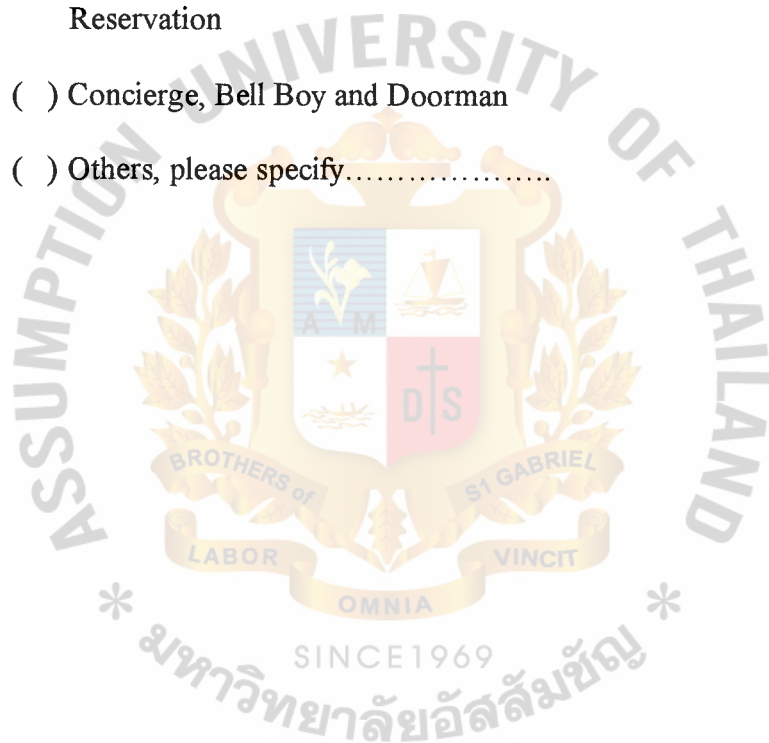 Reservation
( ) Concierge, Bell Boy and Doorman
( ) Others, please specify.....................
ASSUMPTION UNIVERSITY OF THAILAND
A M
D S
BROTHERS of ST GABRIEL
LABOR
VINCIT
OMNIA
* SINCE1969 *
มหาวิทยาลัยอัสสัมชัญ